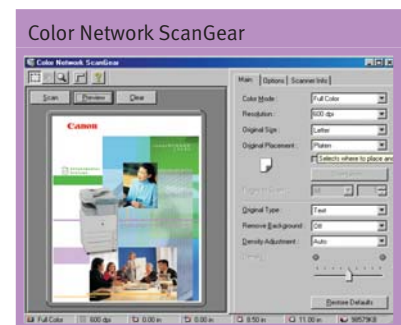 Color Network ScanGear
Color Network ScanGear
Main Options Scanner Info
Scan Preview Clear
Color Mode : Full Color
Resolution : 600 dpi
Original Size : Letter
Original Placement : Platen
Selects where to place
Canon
Original Type : Text
Remove Background : Off
Density Adjustment : Auto
Restore Defaults
Full Color 600 dpi 0.00 in 0.00 in 8.50 in 11.00 in 98579KB